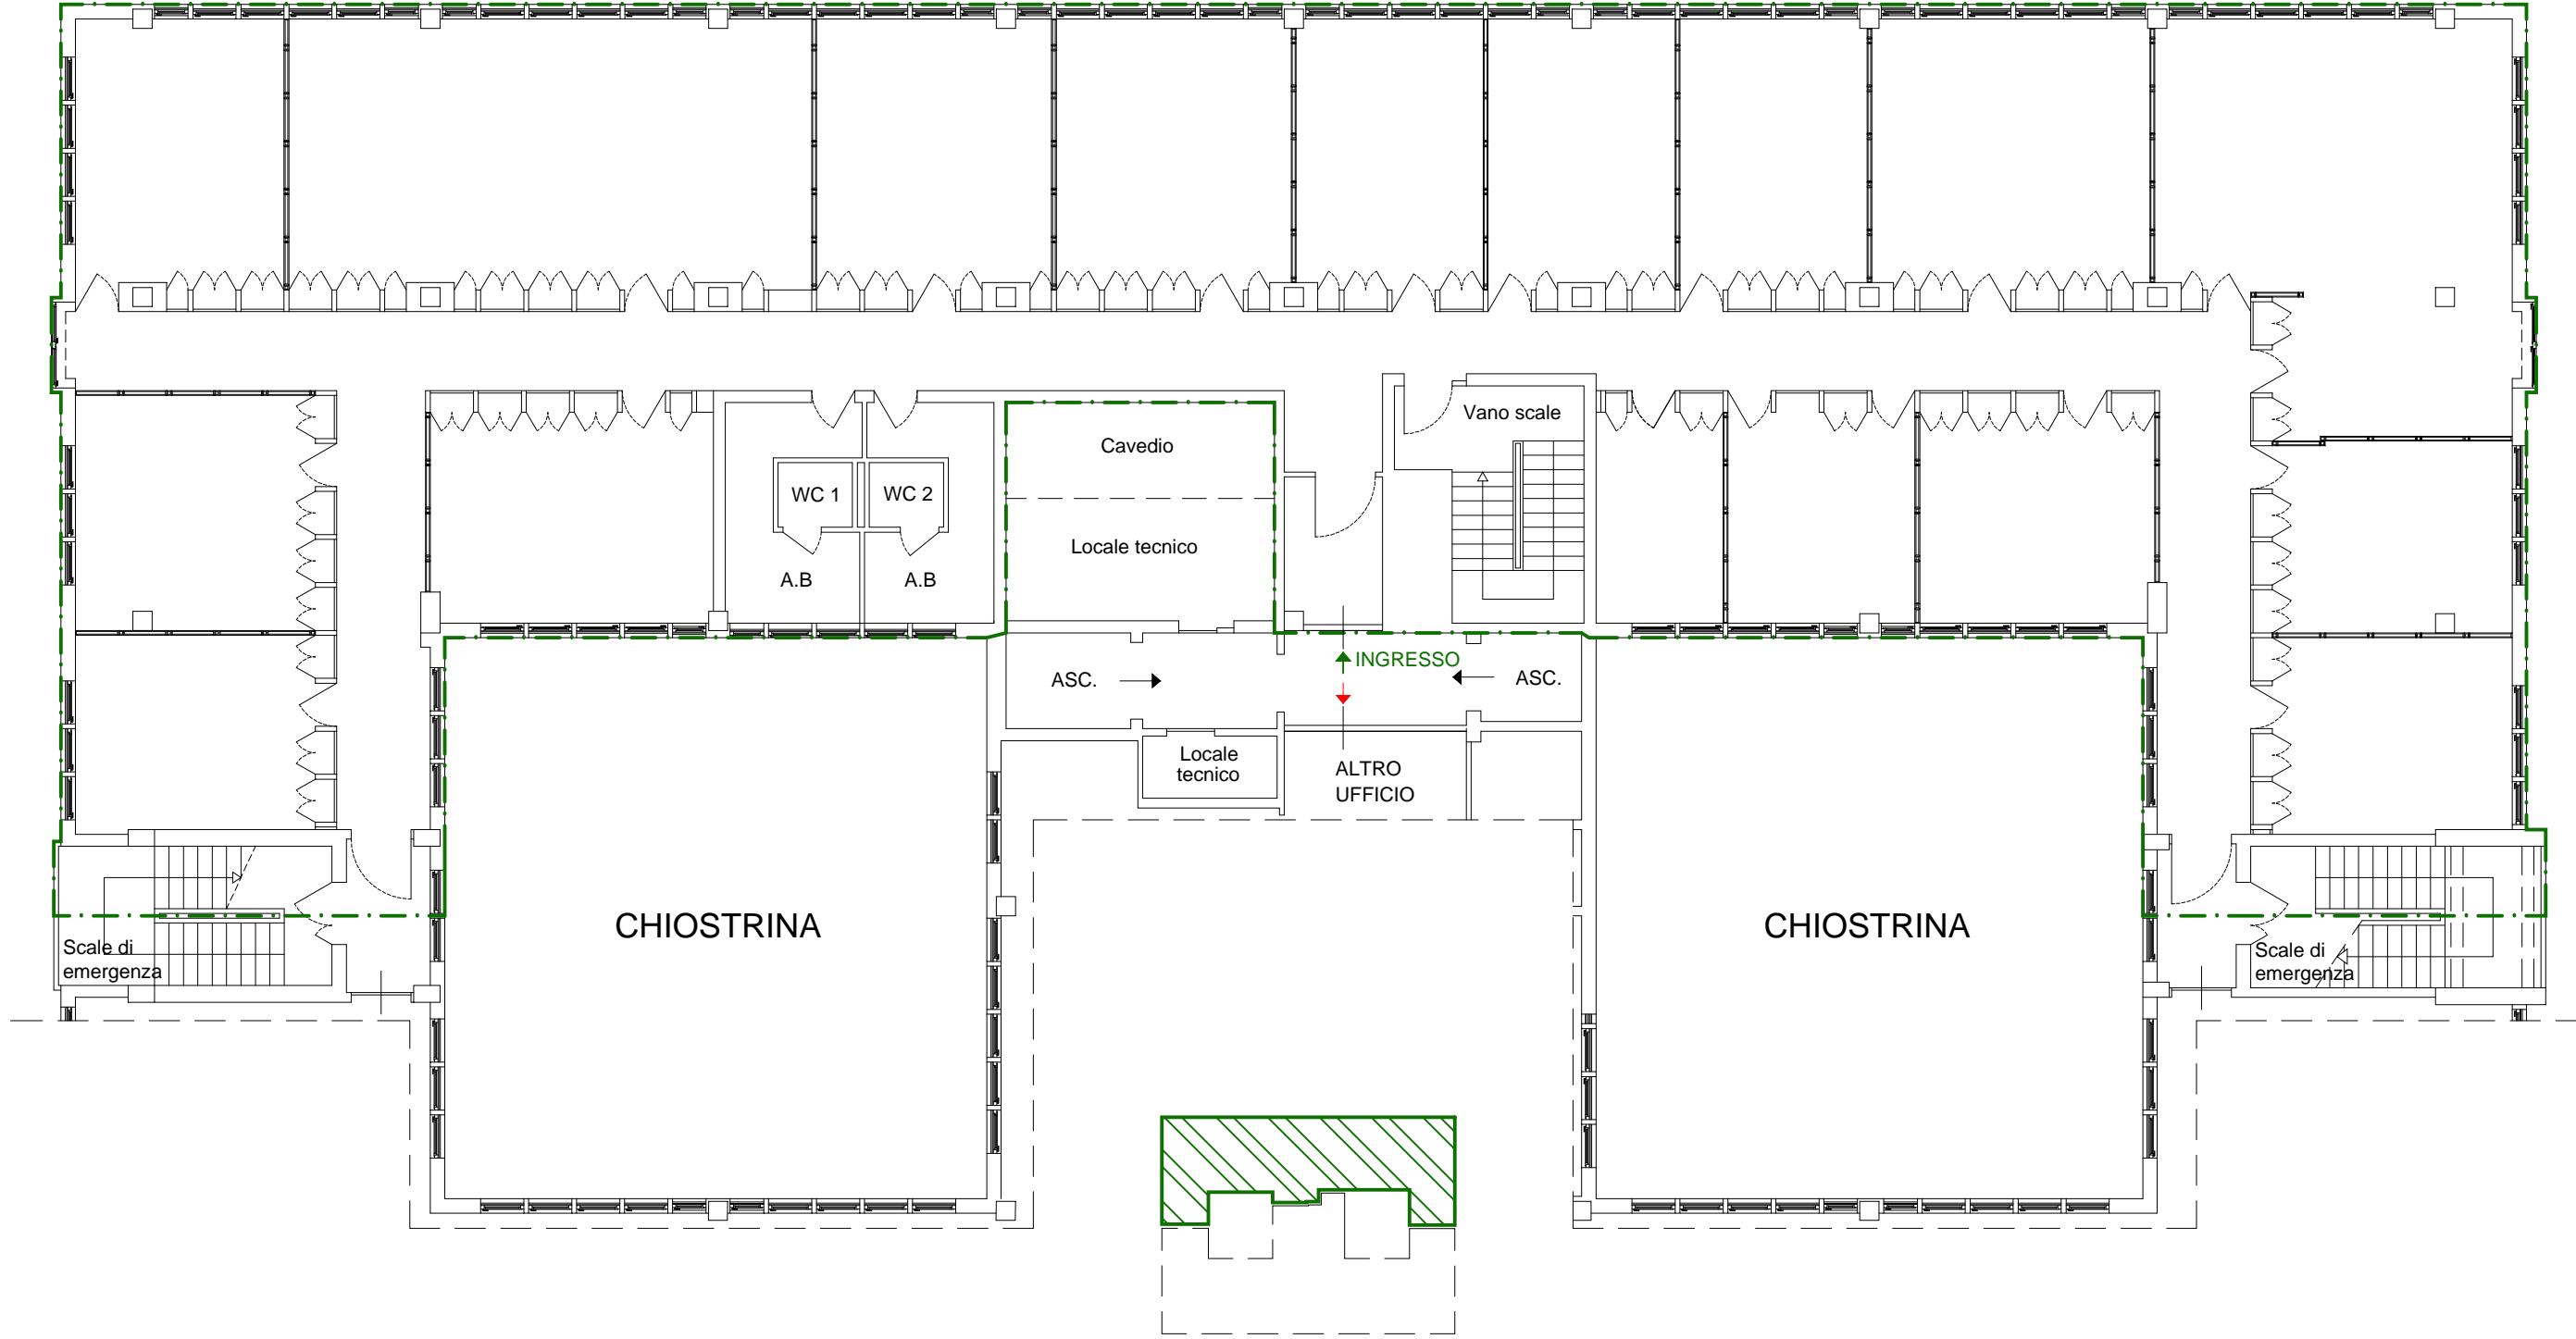 Vano scale
Cavedio
WC 1
WC 2
Locale tecnico
A.B
A.B
INGRESSO
ASC.
ASC.
Locale
tecnico
ALTRO
UFFICIO
CHIOSTRINA
CHIOSTRINA
Scale di
emergenza
Scale di
emergenza